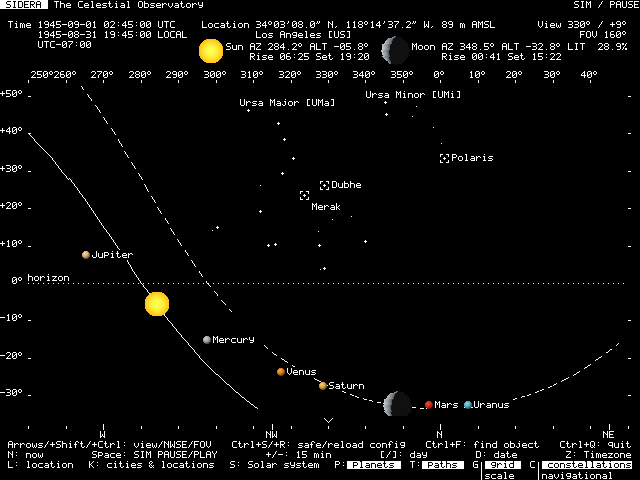 SIDERA The Celestial Observatory SIM / PAUSE
Time 1945-09-01 02:45:00 UTC Location 34°03'08.0" N, 118°14'37.2" W, 89 m AMSL View 330° / +9°
1945-08-31 19:45:00 LOCAL Los Angeles [US] FOV 160°
UTC-07:00 Sun AZ 284.2° ALT -05.8° Moon AZ 348.5° ALT -32.8° LIT 28.9%
Rise 06:25 Set 19:20 Rise 00:41 Set 15:22
250° 260° 270° 280° 290° 300° 310° 320° 330° 340° 350° 0° 10° 20° 30° 40°
+50° Ursa Major [UMa] Ursa Minor [UMi]
+40°
Polaris
+30°
Dubhe
+20° Merak
+10°
Jupiter
0° horizon
-10°
Mercury
-20°
Venus
Saturn
-30°
Mars Uranus
W NW N NE
Arrows/+Shift/+Ctrl: view/NWSE/FOV Ctrl+S/+R: safe/reload config Ctrl+F: find object Ctrl+Q: quit
N: now Space: SIM PAUSE/PLAY +/-: 15 min [/]: day D: Timezone
L: location K: cities & locations S: Solar system P: Planets T: Paths G grid C constellations
scale navigational